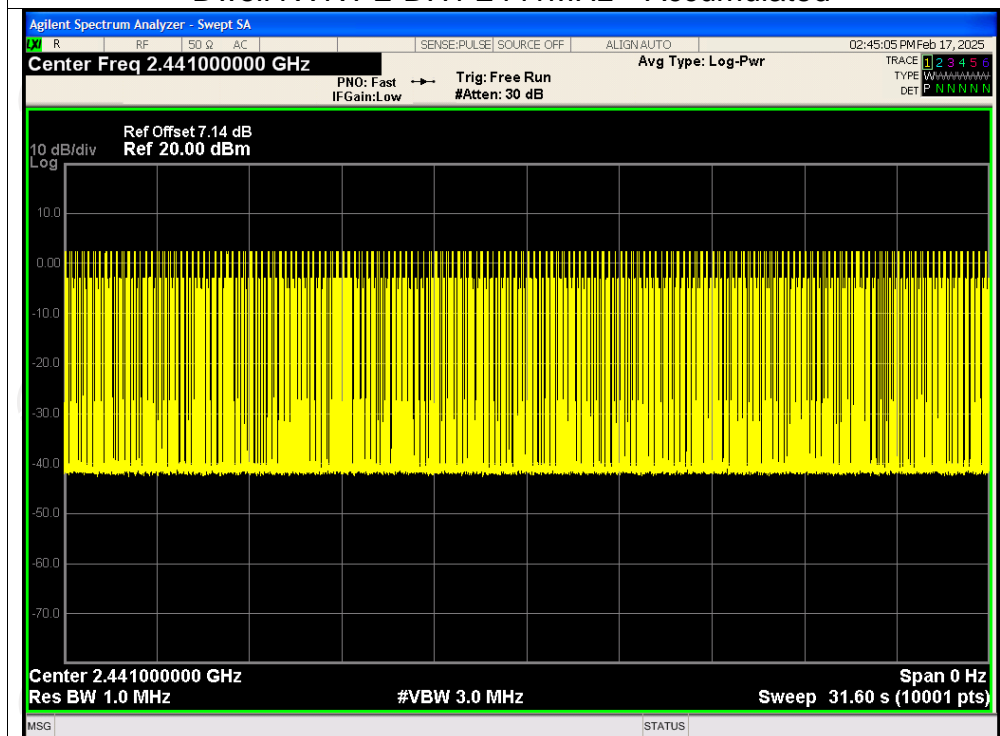 Agilent Spectrum Analyzer - Swept SA
LXI R RF 50 Ω AC SENSE:PULSE SOURCE OFF ALIGN AUTO 02:45:05 PM Feb 17, 2025
Center Freq 2.441000000 GHz Avg Type: Log-Pwr TRACE 1 2 3 4 5 6
PNO: Fast Trig: Free Run TYPE W
IFGain:Low #Atten: 30 dB DET P N N N N N
Ref Offset 7.14 dB
10 dB/div Ref 20.00 dBm
Log
10.0
0.00
-10.0
-20.0
-30.0
-40.0
-50.0
-60.0
-70.0
Center 2.441000000 GHz Span 0 Hz
Res BW 1.0 MHz #VBW 3.0 MHz Sweep 31.60 s (10001 pts)
MSG STATUS